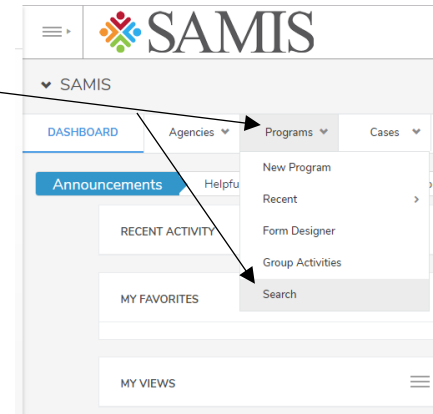 SAMIS
SAMIS
DASHBOARD Agencies Programs Cases
New Program
Announcements Helpfu
Recent
RECENT ACTIVITY
Form Designer
Group Activities
MY FAVORITES
Search
MY VIEWS